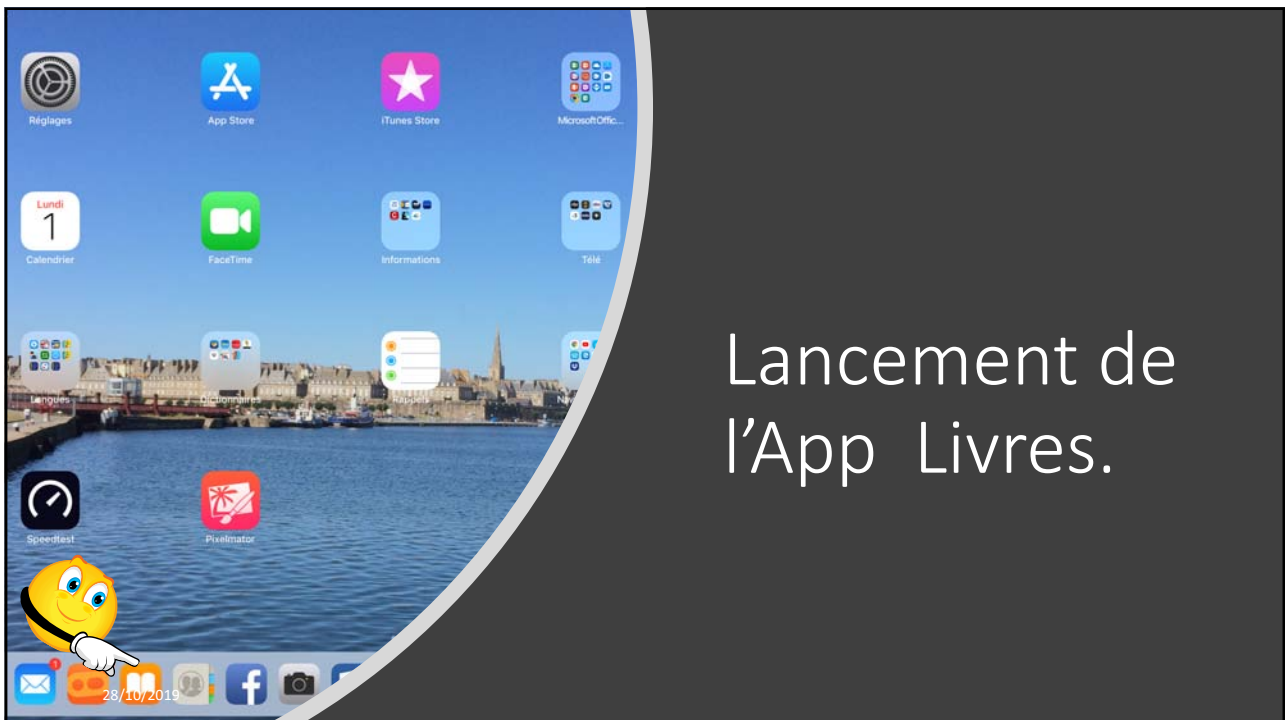 Réglages
App Store
iTunes Store
MicrosoftOffic...
Lundi
1
Calendrier
FaceTime
Informations
Télé
Langues
Dictionnaires
Rappels
Speedtest
Pixelmator
1
28/10/2019
Lancement de
l’App Livres.